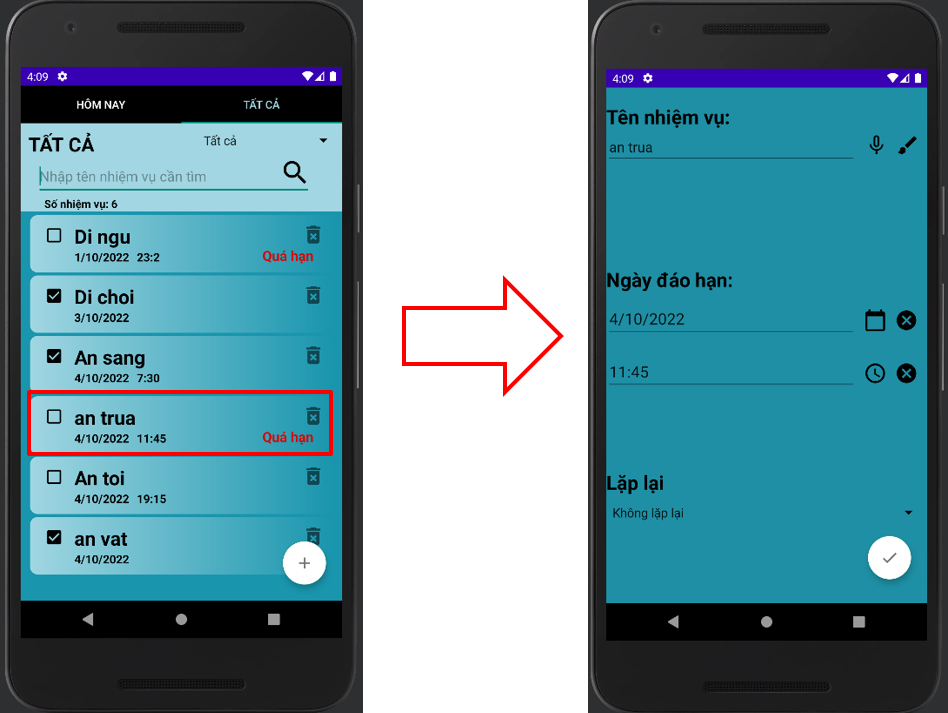 4:09
HÔM NAY
TẤT CẢ
TẤT CẢ
Tất cả
Nhập tên nhiệm vụ cần tìm
Số nhiệm vụ: 6
Di ngu
1/10/2022 23:2
Quá hạn
Di choi
3/10/2022
An sang
4/10/2022 7:30
an trua
4/10/2022 11:45
Quá hạn
An toi
4/10/2022 19:15
an vat
4/10/2022
4:09
Tên nhiệm vụ:
an trua
Ngày đáo hạn:
4/10/2022
11:45
Lặp lại
Không lặp lại